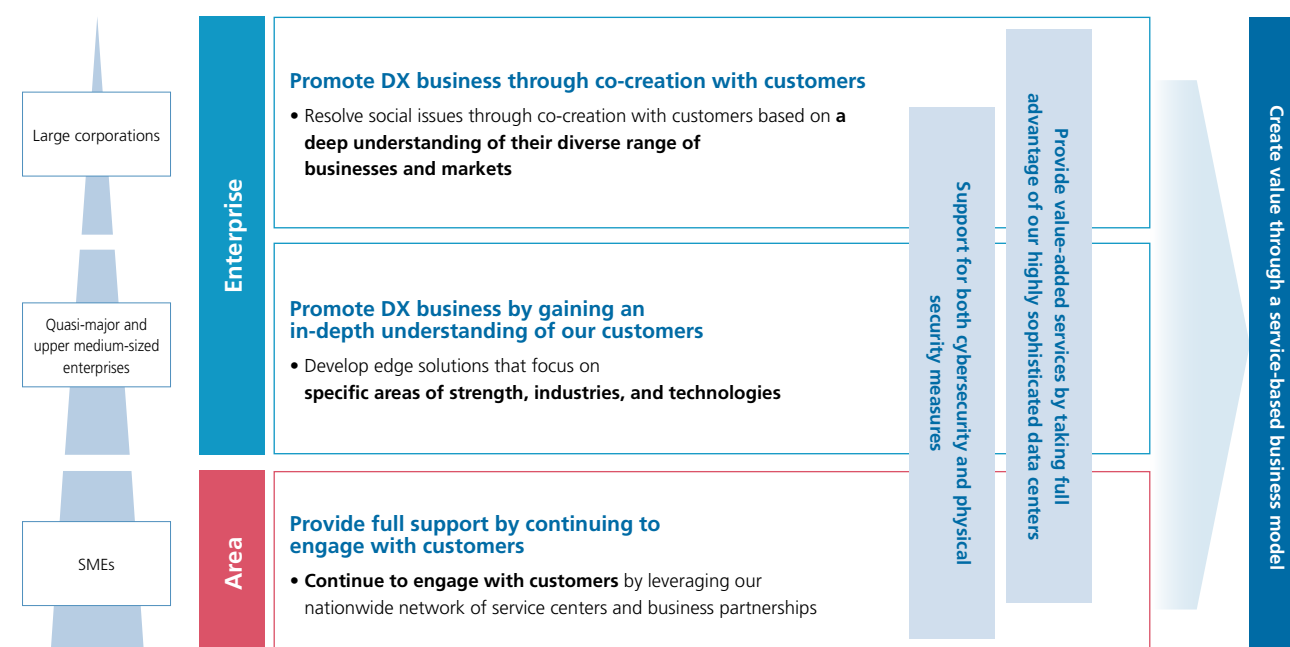 Large corporations
Quasi-major and
upper medium-sized
enterprises
SMEs
Enterprise
Area
Promote DX business through co-creation with customers
• Resolve social issues through co-creation with customers based on a
deep understanding of their diverse range of
businesses and markets
Promote DX business by gaining an
in-depth understanding of our customers
• Develop edge solutions that focus on
specific areas of strength, industries, and technologies
Provide full support by continuing to
engage with customers
• Continue to engage with customers by leveraging our
nationwide network of service centers and business partnerships
Support for both cybersecurity and physical
security measures
Provide value-added services by taking full
advantage of our highly sophisticated data centers
Create value through a service-based business model